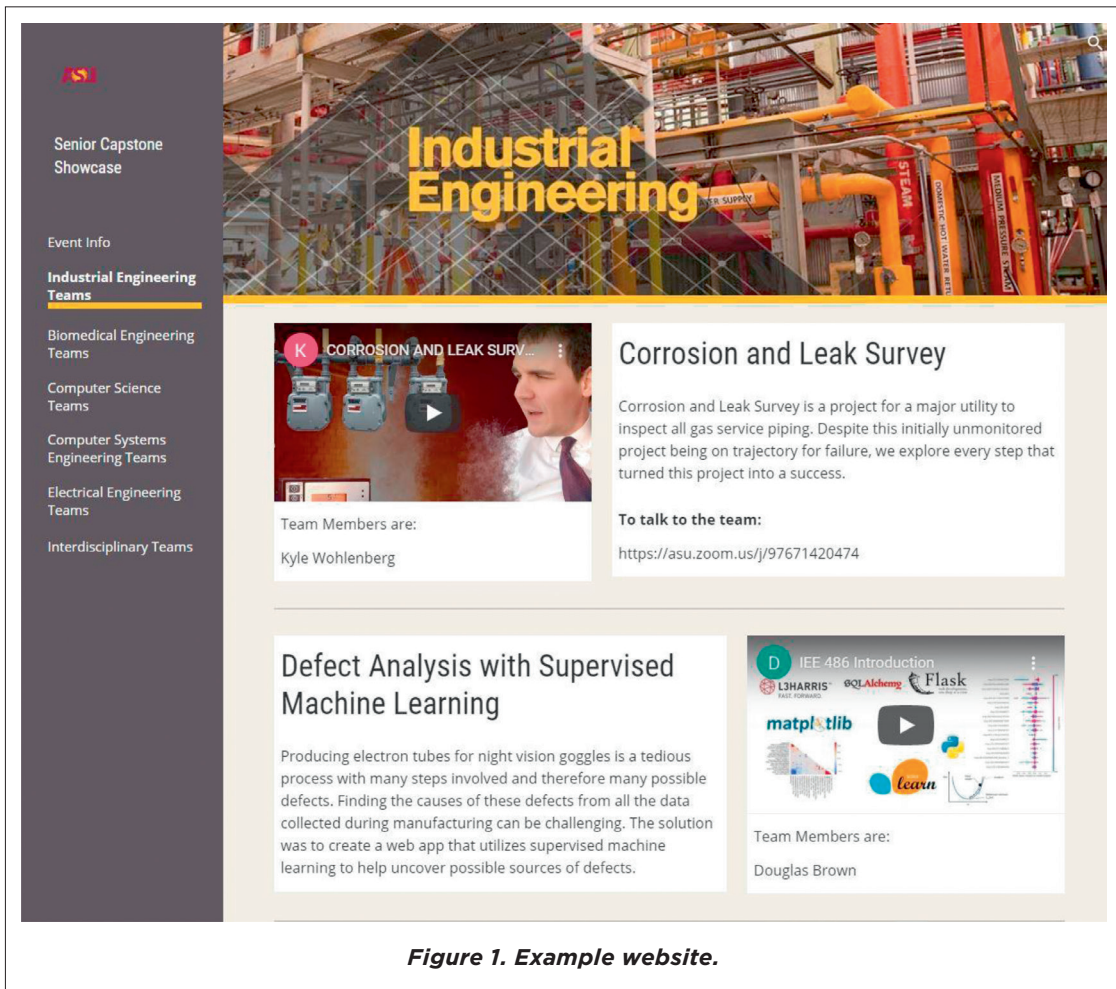 ASU
Senior Capstone
Showcase
Event Info
Industrial Engineering
Teams
Biomedical Engineering
Teams
Computer Science
Teams
Computer Systems
Engineering Teams
Electrical Engineering
Teams
Interdisciplinary Teams
Industrial
Engineering
STEAM
DOMESTIC HOT WATER RETU
MEDIUM PRESSURE STEAM
ER SUPPLY
K
CORROSION AND LEAK SURV...
Team Members are:
Kyle Wohlenberg
Corrosion and Leak Survey
Corrosion and Leak Survey is a project for a major utility to
inspect all gas service piping. Despite this initially unmonitored
project being on trajectory for failure, we explore every step that
turned this project into a success.
To talk to the team:
https://asu.zoom.us/j/97671420474
Defect Analysis with Supervised
Machine Learning
Producing electron tubes for night vision goggles is a tedious
process with many steps involved and therefore many possible
defects. Finding the causes of these defects from all the data
collected during manufacturing can be challenging. The solution
was to create a web app that utilizes supervised machine
learning to help uncover possible sources of defects.
D
IEE 486 Introduction
L3HARRIS
FAST. FORWARD
SQLAlchemy
Flask
matplotlib
learn
Team Members are:
Douglas Brown
Figure 1. Example website.